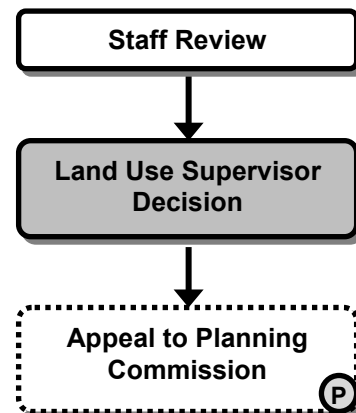 Staff Review
Land Use Supervisor
Decision
Appeal to Planning
Commission
P